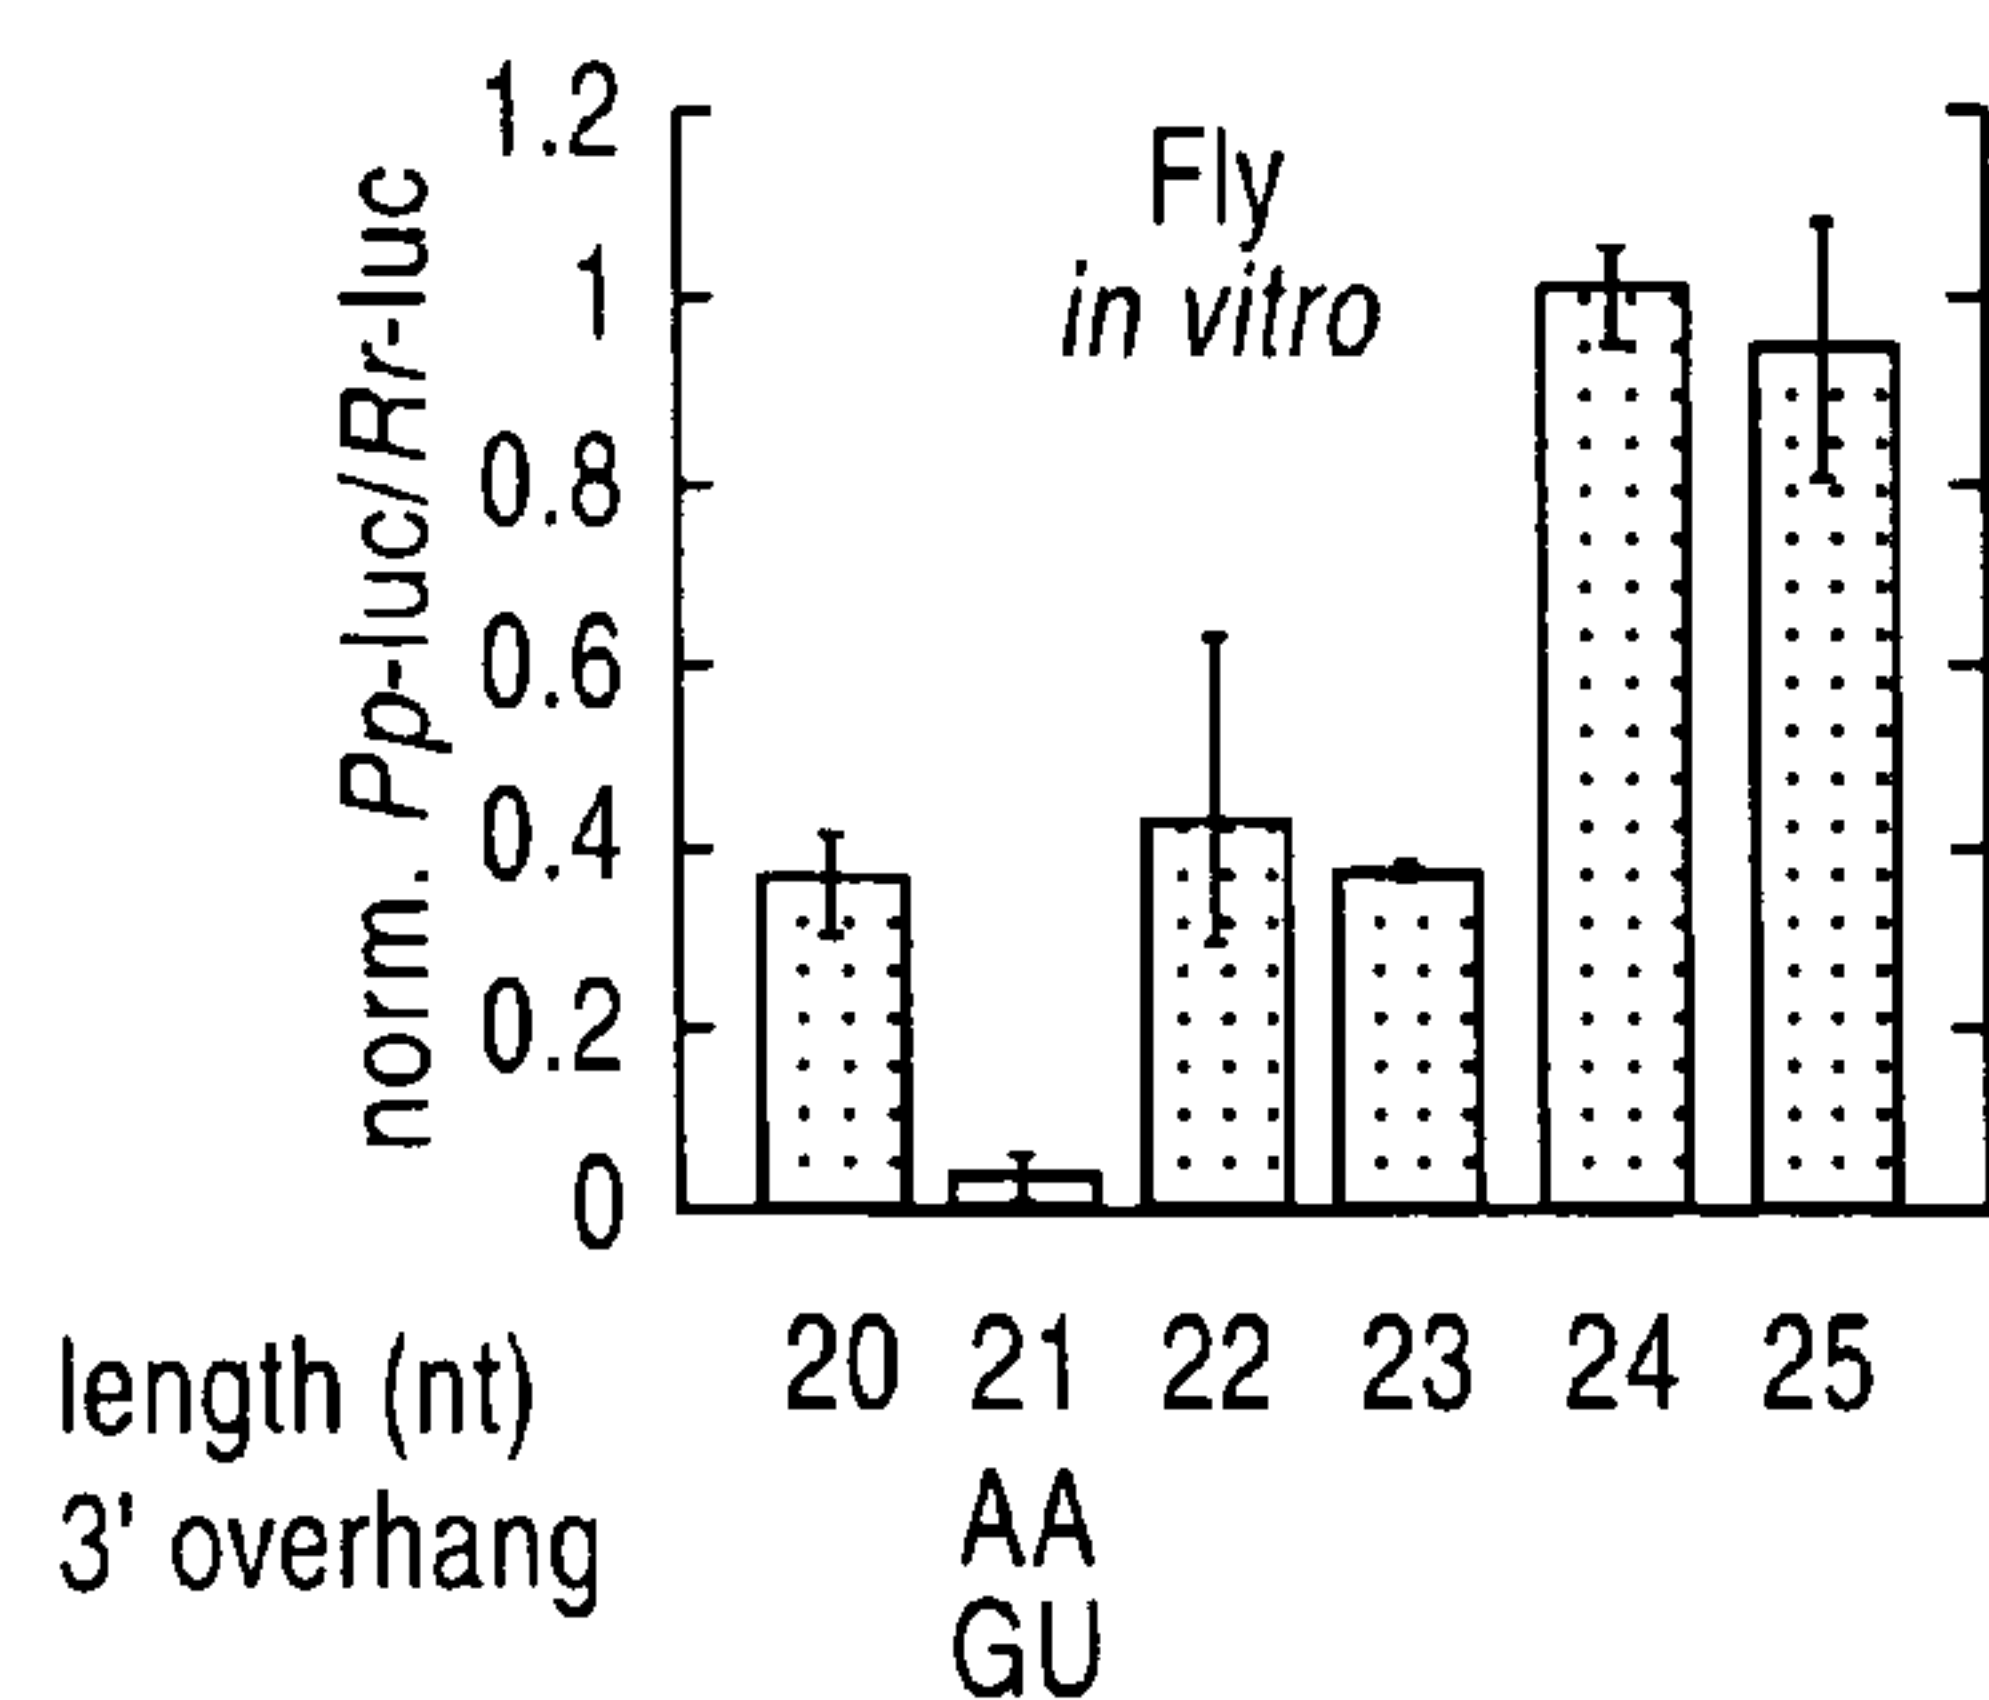 norm. Pp-luc/Rr-luc
1.2
1
0.8
0.6
0.4
0.2
0
Fly
in vitro
length (nt) 20 21 22 23 24 25
3' overhang AA
GU